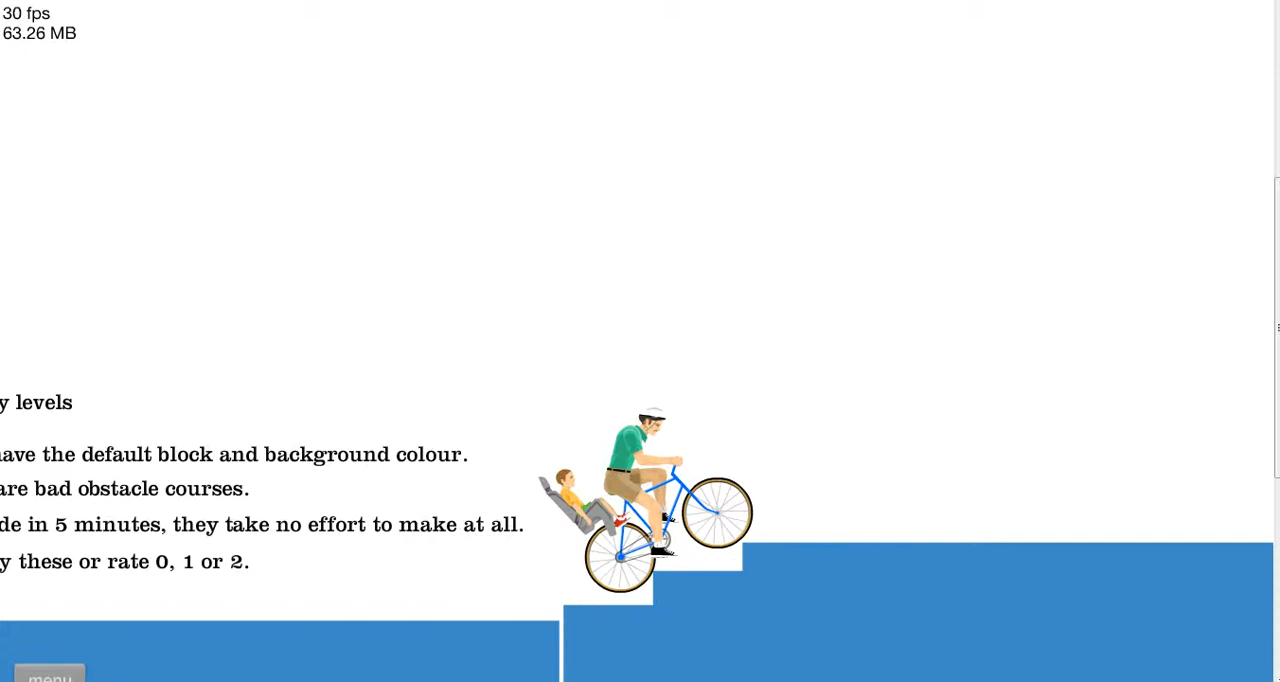 30 fps
63.26 MB
y levels
ave the default block and background colour.
are bad obstacle courses.
de in 5 minutes, they take no effort to make at all.
y these or rate 0, 1 or 2.
menu